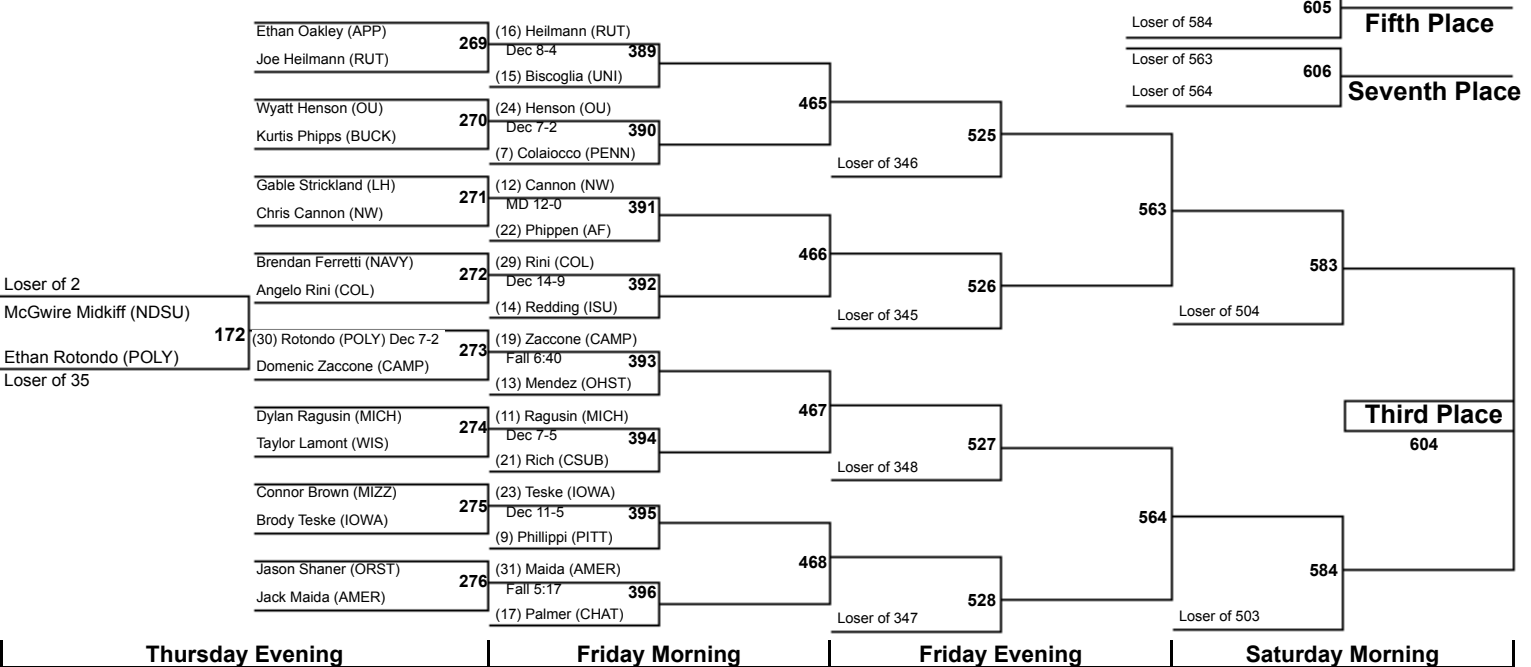 605
Loser of 584
Fifth Place
Loser of 563
606
Loser of 564
Seventh Place
Loser of 2
McGwire Midkiff (NDSU)
172
Ethan Rotondo (POLY)
Loser of 35
Ethan Oakley (APP)
269
Joe Heilmann (RUT)
Wyatt Henson (OU)
270
Kurtis Phipps (BUCK)
Gable Strickland (LH)
271
Chris Cannon (NW)
Brendan Ferretti (NAVY)
272
Angelo Rini (COL)
(30) Rotondo (POLY) Dec 7-2
273
Domenic Zaccone (CAMP)
Dylan Ragusin (MICH)
274
Taylor Lamont (WIS)
Connor Brown (MIZZ)
275
Brody Teske (IOWA)
Jason Shaner (ORST)
276
Jack Maida (AMER)
(16) Heilmann (RUT)
Dec 8-4
389
(15) Biscoglia (UNI)
(24) Henson (OU)
Dec 7-2
390
(7) Colaiocco (PENN)
(12) Cannon (NW)
MD 12-0
391
(22) Phippen (AF)
(29) Rini (COL)
Dec 14-9
392
(14) Redding (ISU)
(19) Zaccone (CAMP)
Fall 6:40
393
(13) Mendez (OHST)
(11) Ragusin (MICH)
Dec 7-5
394
(21) Rich (CSUB)
(23) Teske (IOWA)
Dec 11-5
395
(9) Phillippi (PITT)
(31) Maida (AMER)
Fall 5:17
396
(17) Palmer (CHAT)
465
466
467
468
525
Loser of 346
526
Loser of 345
527
Loser of 348
528
Loser of 347
563
564
583
Loser of 504
584
Loser of 503
Third Place
604
Thursday Evening
Friday Morning
Friday Evening
Saturday Morning